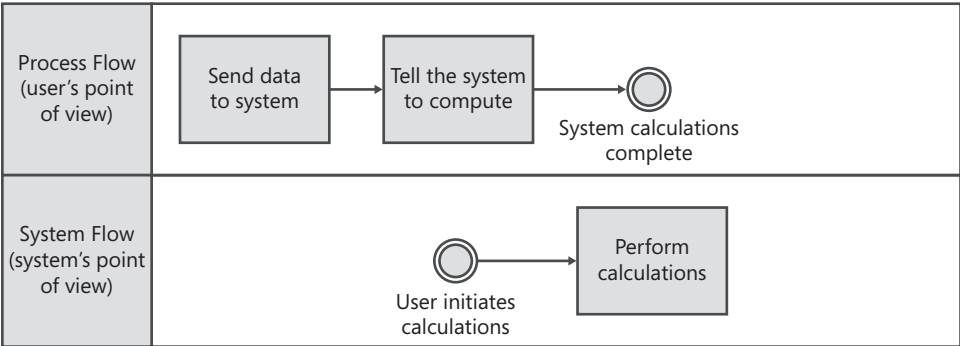 Process Flow
(user’s point
of view)
Send data
to system
Tell the system
to compute
System calculations
complete
System Flow
(system’s point
of view)
User initiates
calculations
Perform
calculations